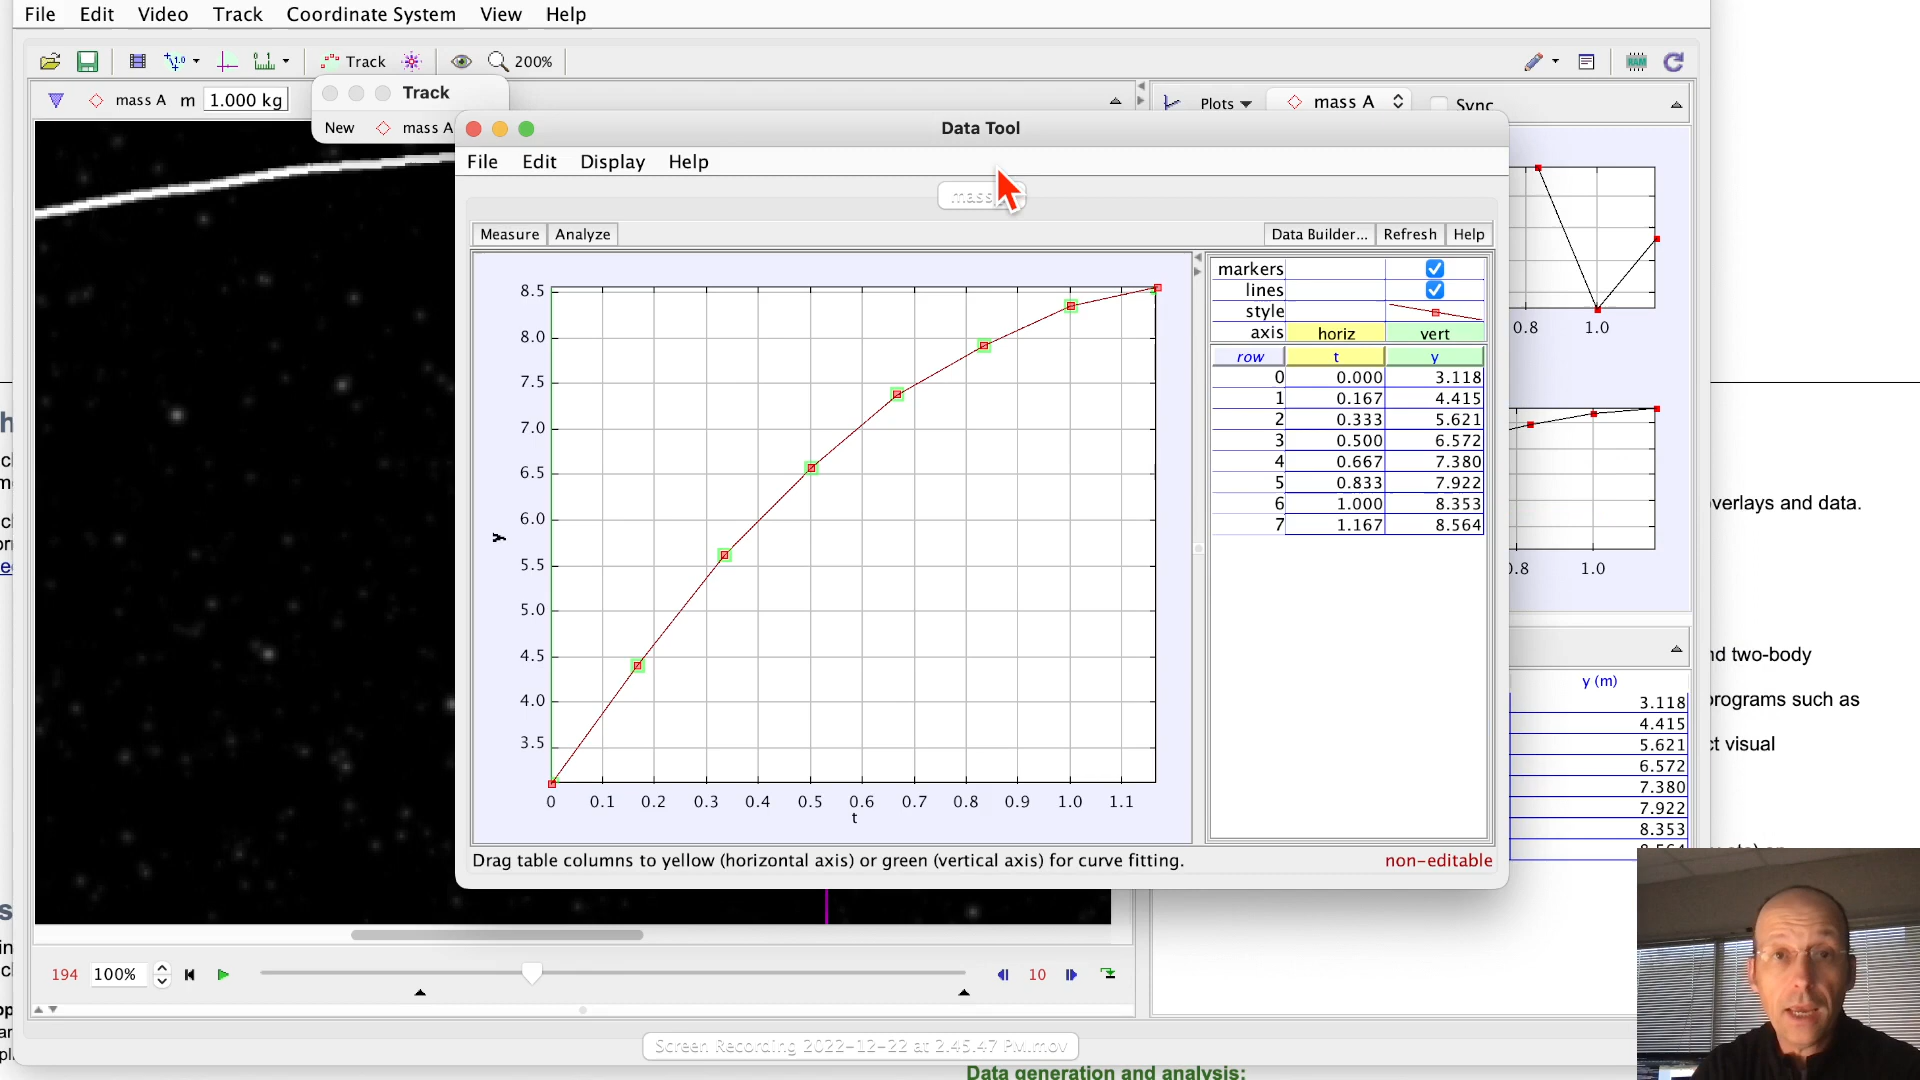 File Edit Video Track Coordinate System View Help
Track 200%
mass A m 1.000 kg
Track
New mass A
Plots mass A Sync
Data Tool
File Edit Display Help
mass A
Measure Analyze
Data Builder... Refresh Help
8.5
8.0
7.5
7.0
6.5
6.0
5.5
5.0
4.5
4.0
3.5
y
0 0.1 0.2 0.3 0.4 0.5 0.6 0.7 0.8 0.9 1.0 1.1
t
markers
lines
style
axis horiz vert
row t y
0 0.000 3.118
1 0.167 4.415
2 0.333 5.621
3 0.500 6.572
4 0.667 7.380
5 0.833 7.922
6 1.000 8.353
7 1.167 8.564
Drag table columns to yellow (horizontal axis) or green (vertical axis) for curve fitting.
non-editable
0.8 1.0
0.8 1.0
y (m)
3.118
4.415
5.621
6.572
7.380
7.922
8.353
verlays and data.
nd two-body
programs such as
ct visual
194 100% 10
Screen Recording 2022-12-22 at 2.45.47 PM.mov
Data generation and analysis: